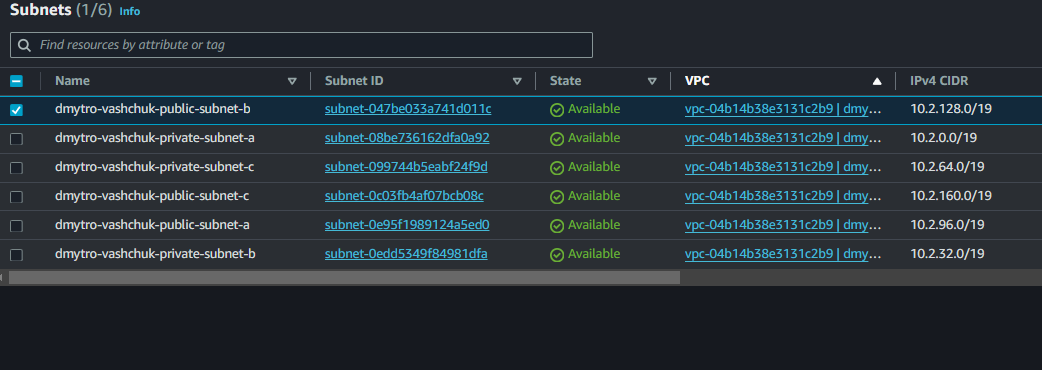 Subnets (1/6) Info
Find resources by attribute or tag
Name Subnet ID State VPC IPv4 CIDR
dmytro-vashchuk-public-subnet-b subnet-047be033a741d011c Available vpc-04b14b38e3131c2b9 | dmy... 10.2.128.0/19
dmytro-vashchuk-private-subnet-a subnet-08be736162dfa0a92 Available vpc-04b14b38e3131c2b9 | dmy... 10.2.0.0/19
dmytro-vashchuk-private-subnet-c subnet-099744b5eabf24f9d Available vpc-04b14b38e3131c2b9 | dmy... 10.2.64.0/19
dmytro-vashchuk-public-subnet-c subnet-0c03fb4af07bcb08c Available vpc-04b14b38e3131c2b9 | dmy... 10.2.160.0/19
dmytro-vashchuk-public-subnet-a subnet-0e95f1989124a5ed0 Available vpc-04b14b38e3131c2b9 | dmy... 10.2.96.0/19
dmytro-vashchuk-private-subnet-b subnet-0edd5349f84981dfa Available vpc-04b14b38e3131c2b9 | dmy... 10.2.32.0/19